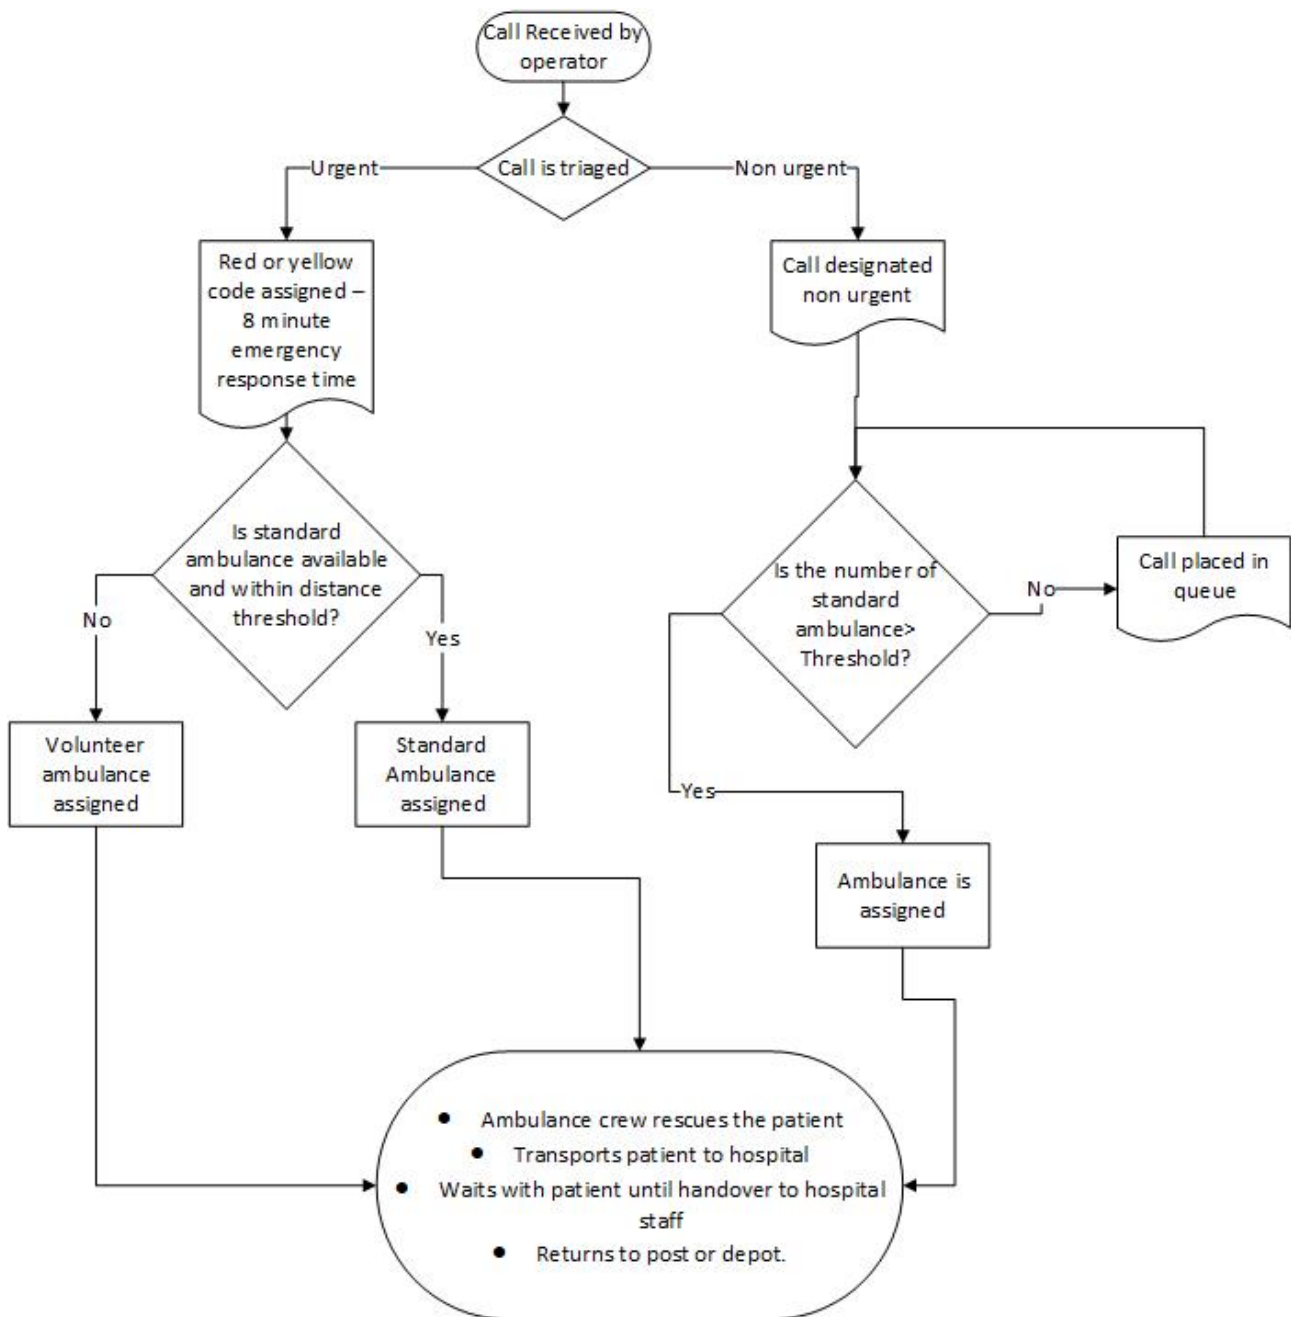 Call Received by
operator
Call is triaged
Urgent
Non urgent
Red or yellow
code assigned –
8 minute
emergency
response time
Call designated
non urgent
Is standard
ambulance available
and within distance
threshold?
No
Yes
Is the number of
standard
ambulance>
Threshold?
No
Call placed in
queue
Volunteer
ambulance
assigned
Standard
Ambulance
assigned
Yes
Ambulance is
assigned
● Ambulance crew rescues the patient
● Transports patient to hospital
● Waits with patient until handover to hospital
staff
● Returns to post or depot.